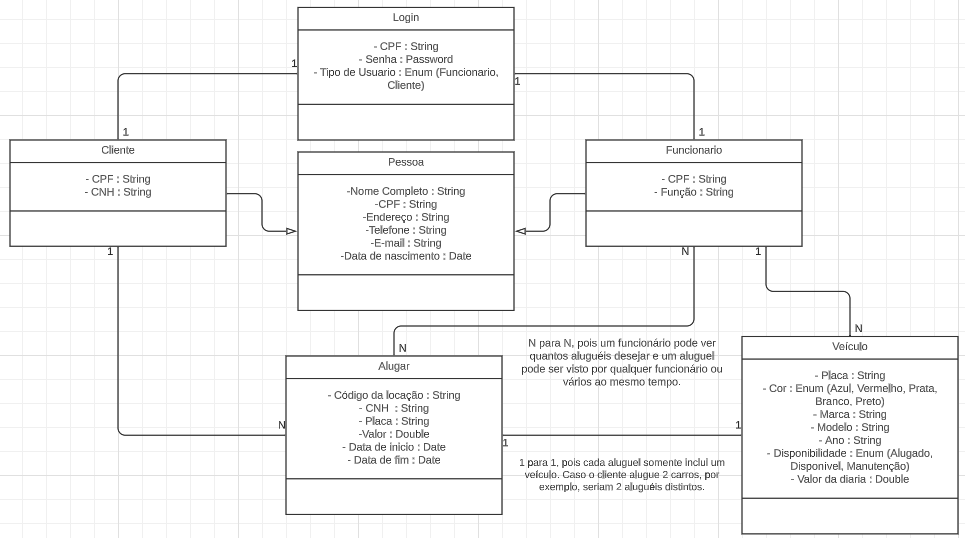 Login
- CPF : String
- Senha : Password
- Tipo de Usuario : Enum (Funcionario,
Cliente)
1
1
1
1
Cliente
- CPF : String
- CNH : String
Pessoa
-Nome Completo : String
-CPF : String
-Endereço : String
-Telefone : String
-E-mail : String
-Data de nascimento : Date
Funcionario
- CPF : String
- Função : String
1
N
1
N
N
Alugar
- Código da locação : String
- CNH : String
- Placa : String
-Valor : Double
- Data de inicio : Date
- Data de fim : Date
N
1
N para N, pois um funcionário pode ver
quantos aluguéis desejar e um aluguel
pode ser visto por qualquer funcionário ou
vários ao mesmo tempo.
1 para 1, pois cada aluguel somente inclui um
veículo. Caso o cliente alugue 2 carros, por
exemplo, seriam 2 aluguéis distintos.
1
Veículo
- Placa : String
- Cor : Enum (Azul, Vermelho, Prata,
Branco, Preto)
- Marca : String
- Modelo : String
- Ano : String
- Disponibilidade : Enum (Alugado,
Disponivel, Manutenção)
- Valor da diaria : Double